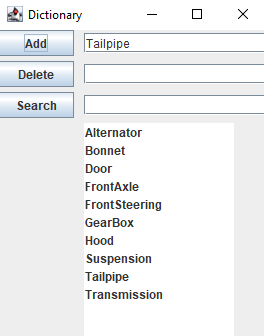 Dictionary
Add
Tailpipe
Delete
Search
Alternator
Bonnet
Door
FrontAxle
FrontSteering
GearBox
Hood
Suspension
Tailpipe
Transmission